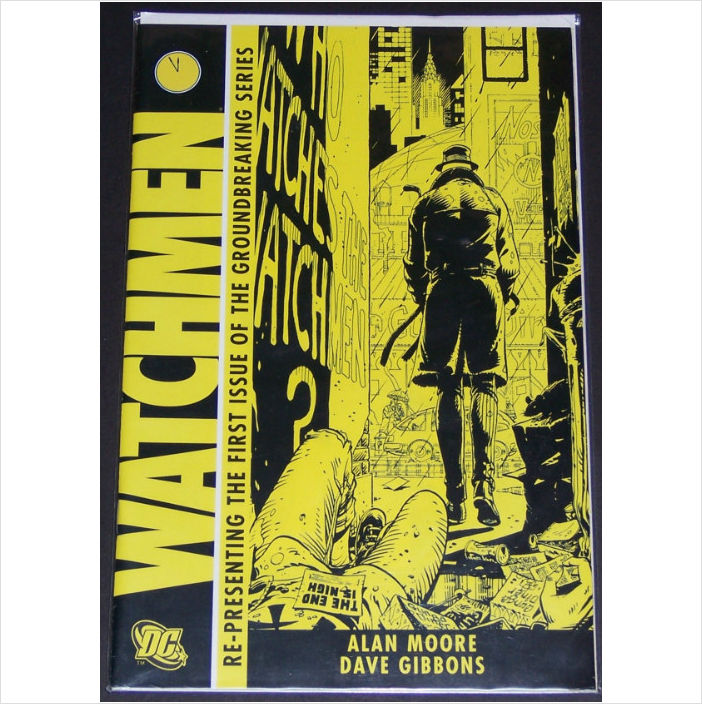 WATCHMEN
RE-PRESENTING THE FIRST ISSUE OF THE GROUNDBREAKING SERIES
WHO
WATCHES
THE
WATCHMEN
?
THE END
IS NIGH
DC
TM
ALAN MOORE
DAVE GIBBONS